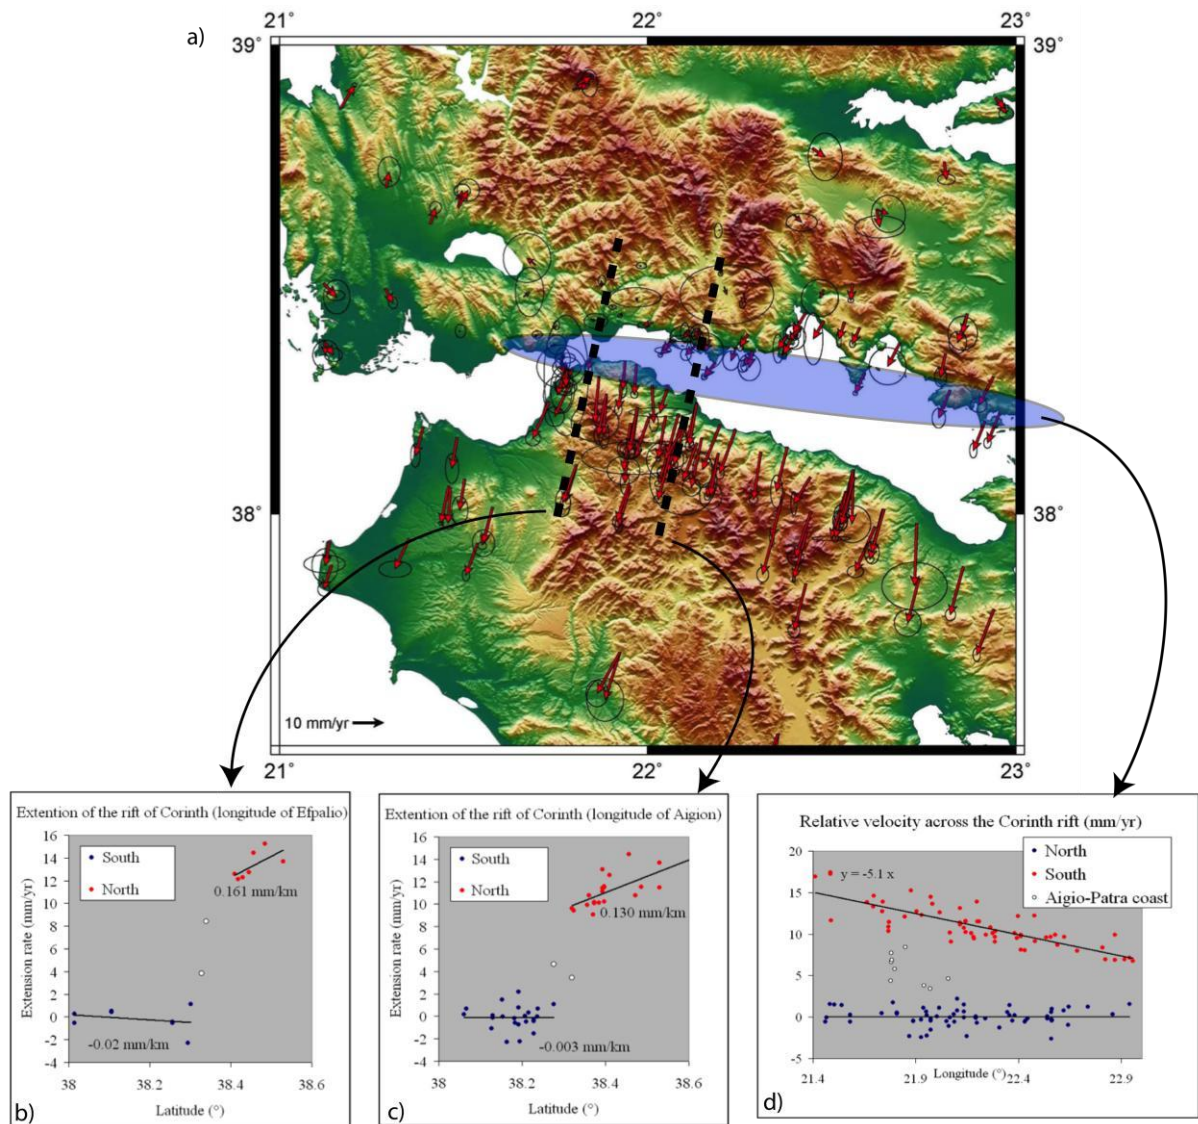 21° 22° 23°
a)
39° 39°
38° 38°
10 mm/yr
21° 22° 23°
Extention of the rift of Corinth (longitude of Efpalio)
16
14
12
10
8
6
4
2
0
-2
-4
Extension rate (mm/yr)
South
North
0.161 mm/km
-0.02 mm/km
38 38.2 38.4 38.6
Latitude (°)
b)
Extention of the rift of Corinth (longitude of Aigion)
16
14
12
10
8
6
4
2
0
-2
-4
Extension rate (mm/yr)
South
North
0.130 mm/km
-0.003 mm/km
38 38.2 38.4 38.6
Latitude (°)
c)
Relative velocity across the Corinth rift (mm/yr)
20
15
10
5
0
-5
y = -5.1 x
North
South
Aigio-Patra coast
21.4 21.9 22.4 22.9
Longitude (°)
d)